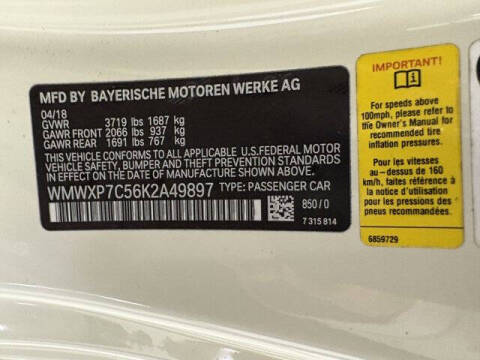 MFD BY BAYERISCHE MOTOREN WERKE AG
04/18
GVWR 3719 lbs 1687 kg
GAWR FRONT 2066 lbs 937 kg
GAWR REAR 1691 lbs 767 kg
THIS VEHICLE CONFORMS TO ALL APPLICABLE U.S.FEDERAL MOTOR
VEHICLE SAFETY, BUMPER AND THEFT PREVENTION STANDARDS
IN EFFECT ON THE DATE OF MANUFACTURE SHOWN ABOVE.
WMWXP7C56K2A49897 TYPE: PASSENGER CAR
850/0
7 315 814
IMPORTANT!
For speeds above
100mph, please refer to
the Owner's Manual for
recommended tire
inflation pressures.
Pour les vitesses
au-dessus de 160
km/h, faites référence à
la notice d'utilisation
pour les pressions de
pneus recommandées.
6859729